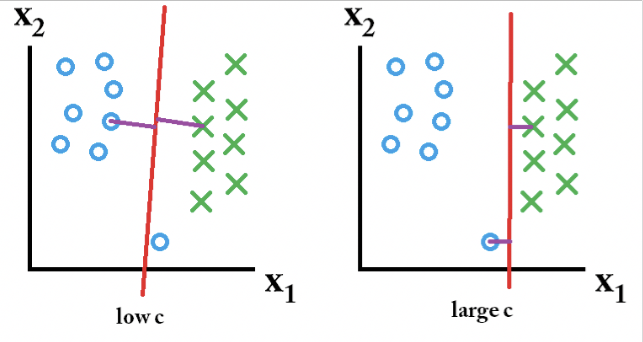 x₂
x₁
low c
x₂
x₁
large c